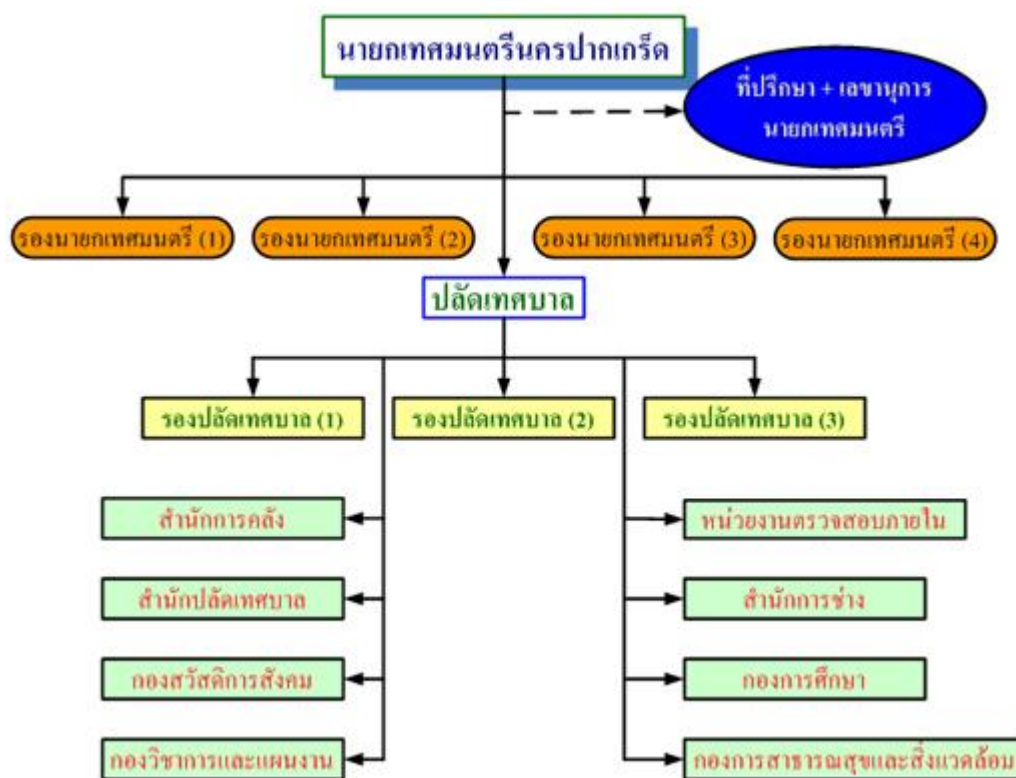 นายกเทศมนตรีนครปากเกร็ด
ที่ปรึกษา + เลขานุการ
นายกเทศมนตรี
รองนายกเทศมนตรี (1)
รองนายกเทศมนตรี (2)
รองนายกเทศมนตรี (3)
รองนายกเทศมนตรี (4)
ปลัดเทศบาล
รองปลัดเทศบาล (1)
รองปลัดเทศบาล (2)
รองปลัดเทศบาล (3)
สำนักการคลัง
หน่วยงานตรวจสอบภายใน
สำนักปลัดเทศบาล
สำนักการช่าง
กองสวัสดิการสังคม
กองการศึกษา
กองวิชาการและแผนงาน
กองการสาธารณสุขและสิ่งแวดล้อม